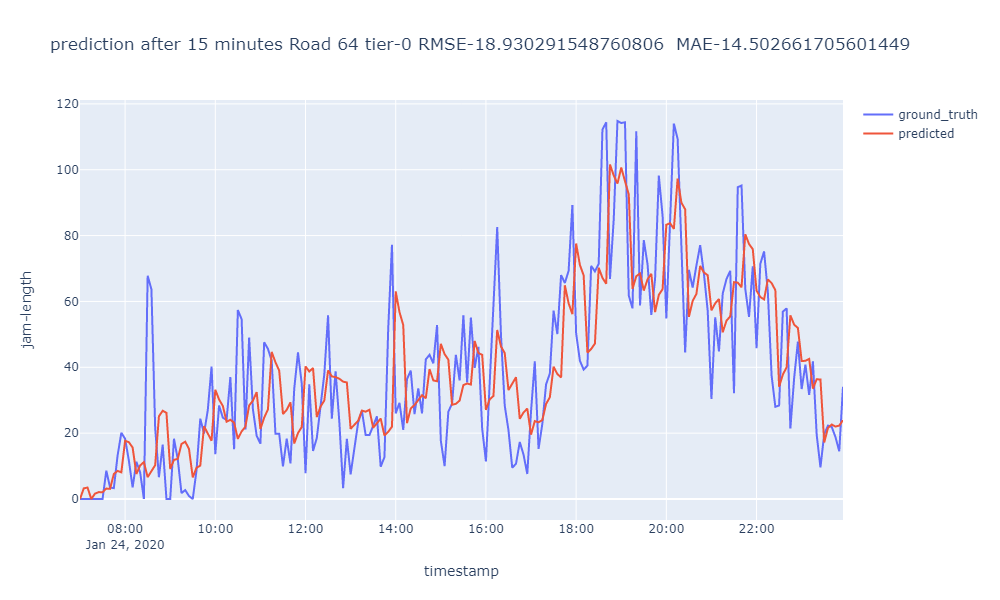 prediction after 15 minutes Road 64 tier-0 RMSE-18.930291548760806  MAE-14.502661705601449
ground_truth
predicted
120
100
80
60
40
20
0
jam-length
08:00 10:00 12:00 14:00 16:00 18:00 20:00 22:00
Jan 24, 2020
timestamp